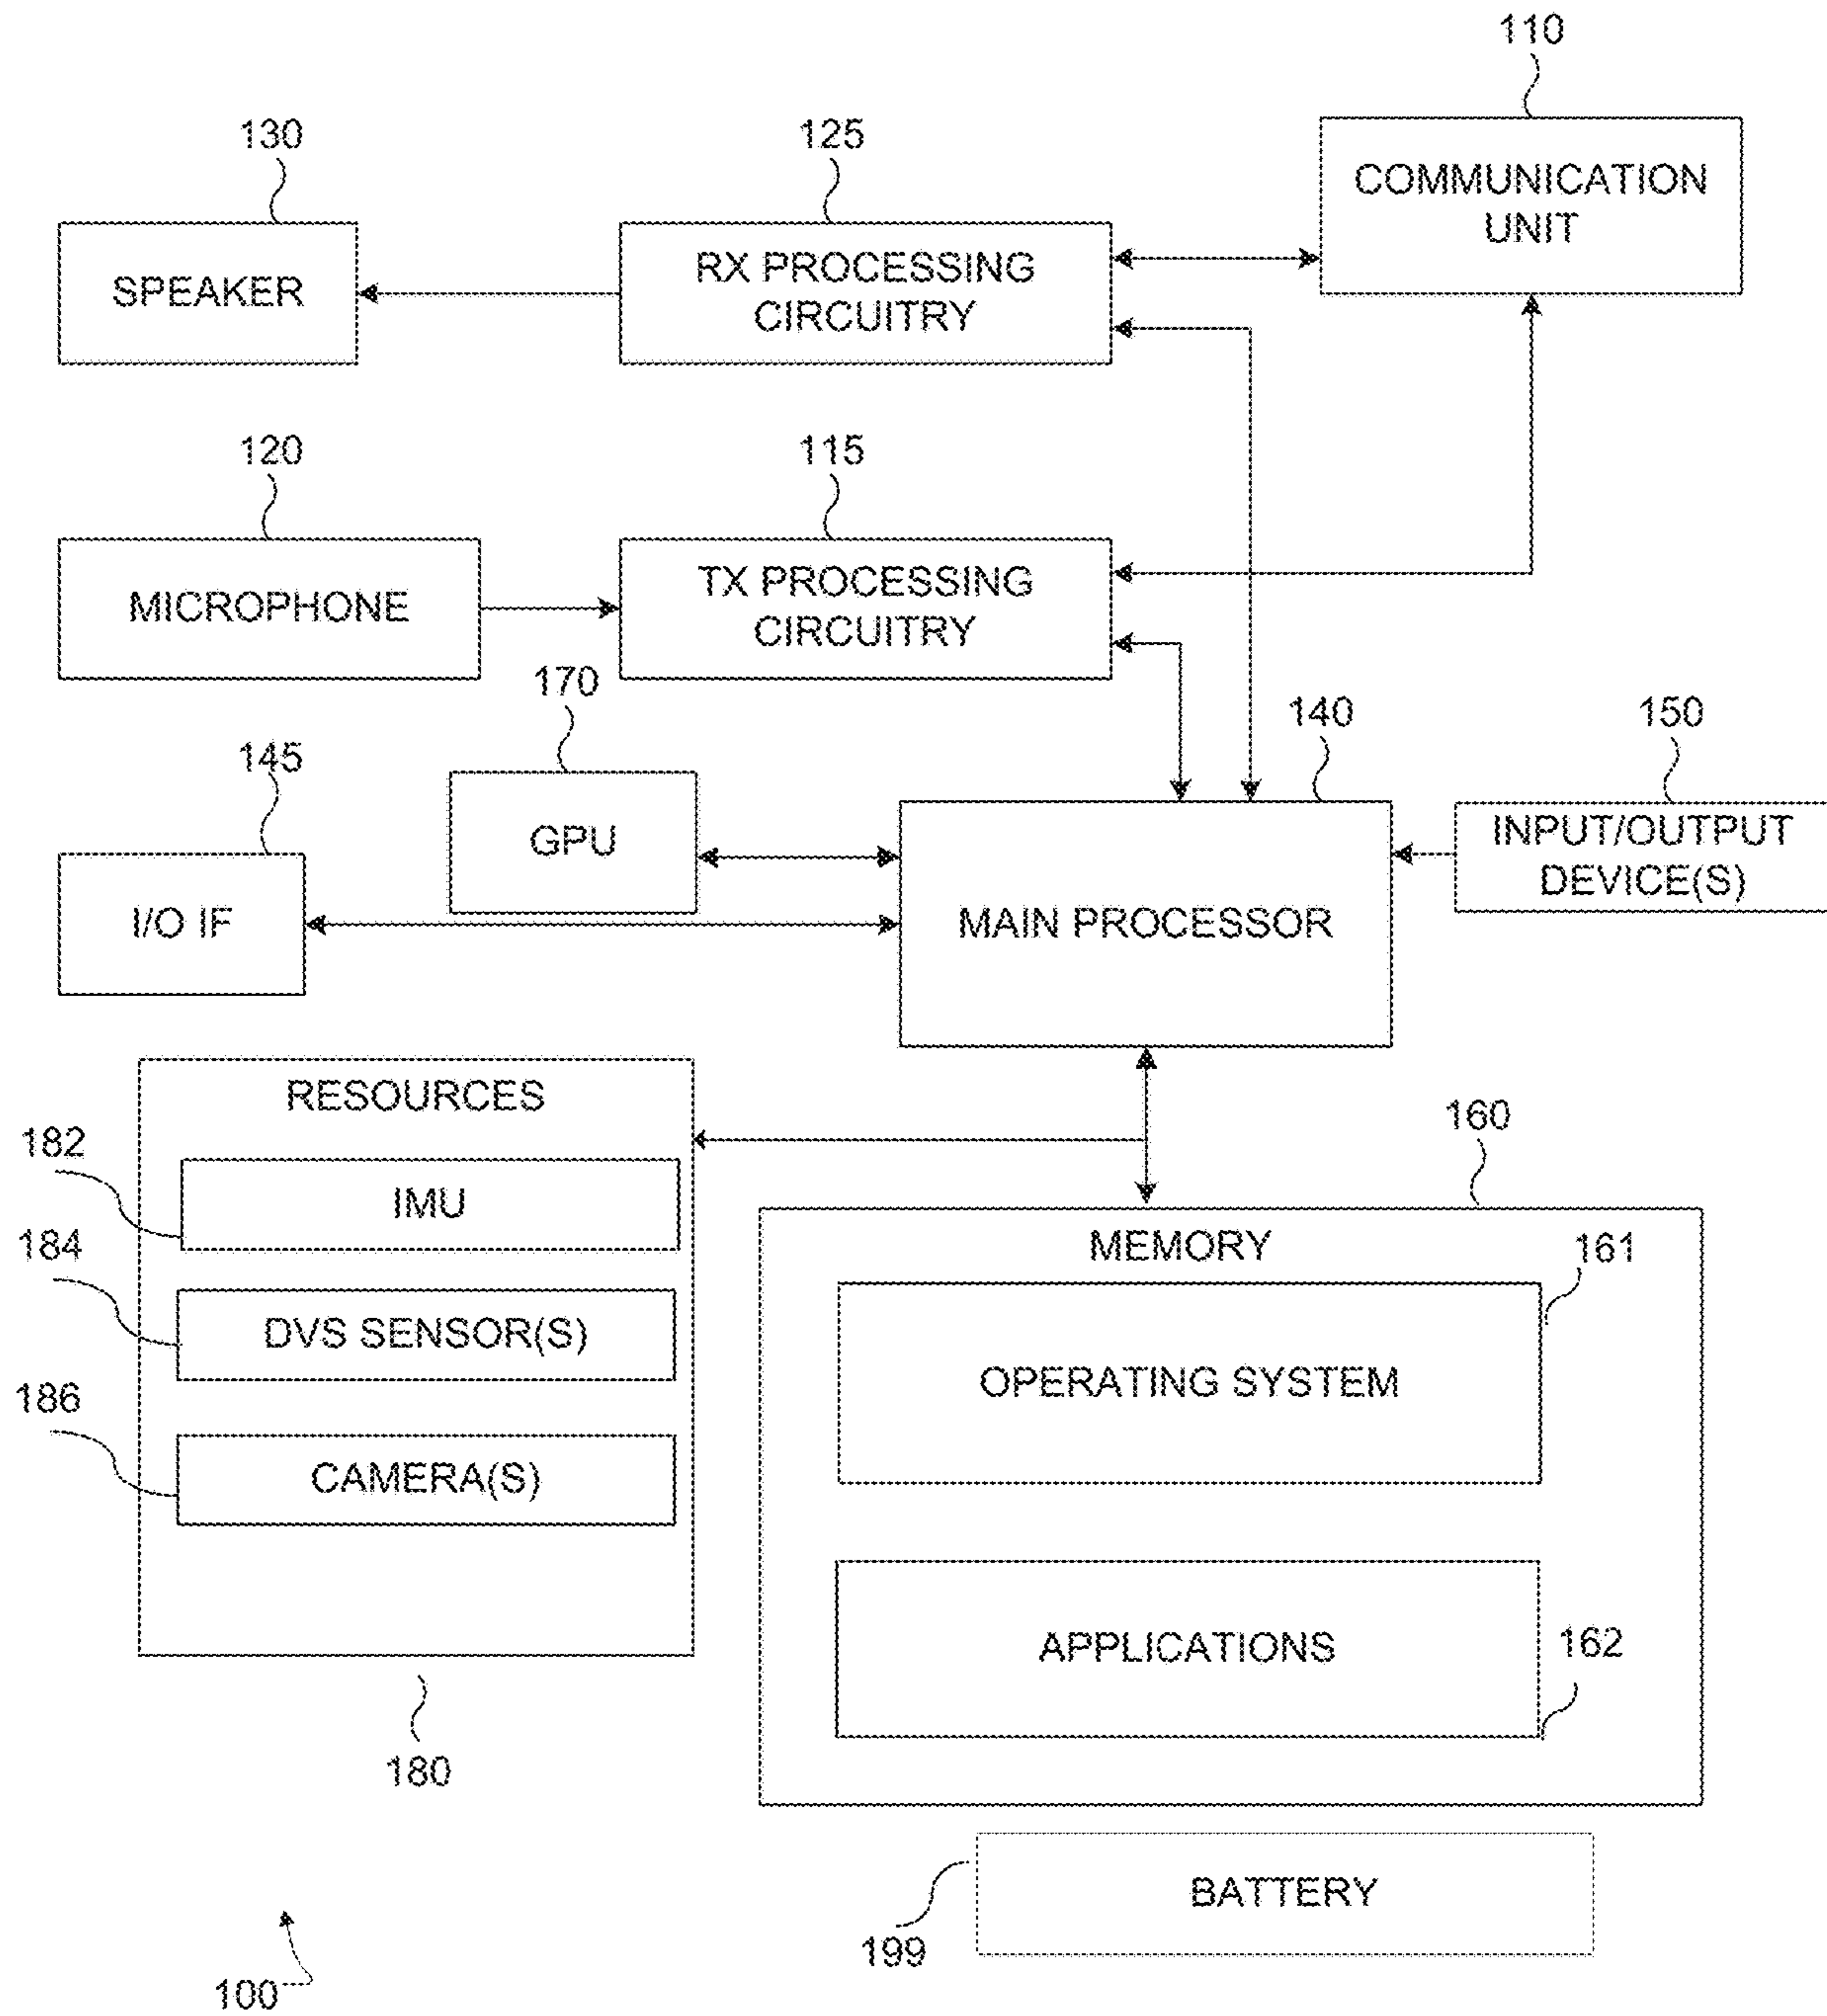 110
130
125
COMMUNICATION
UNIT
SPEAKER
RX PROCESSING
CIRCUITRY
120
115
MICROPHONE
TX PROCESSING
CIRCUITRY
170
140
150
145
GPU
INPUT/OUTPUT
DEVICE(S)
I/O IF
MAIN PROCESSOR
RESOURCES
160
182
IMU
MEMORY
161
184
DVS SENSOR(S)
OPERATING SYSTEM
186
CAMERA(S)
APPLICATIONS
162
180
BATTERY
199
100